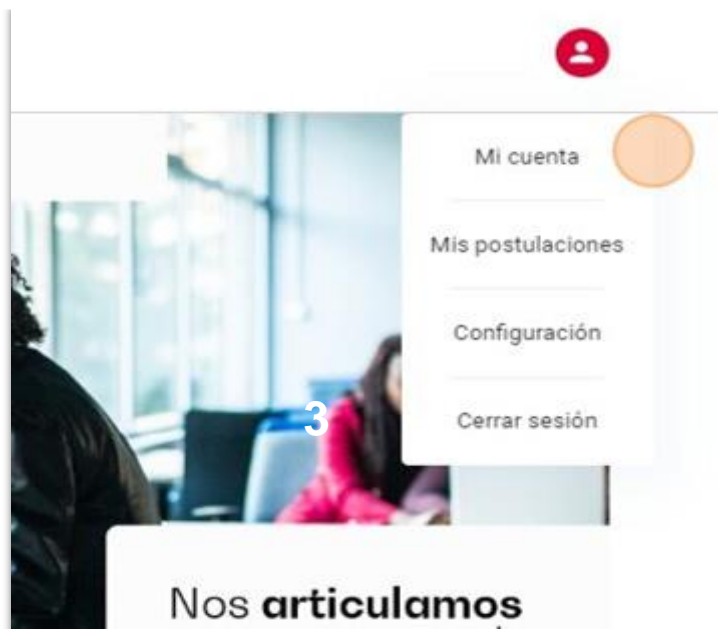 Mi cuenta
Mis postulaciones
Configuración
Cerrar sesión
3
Nos articulamos